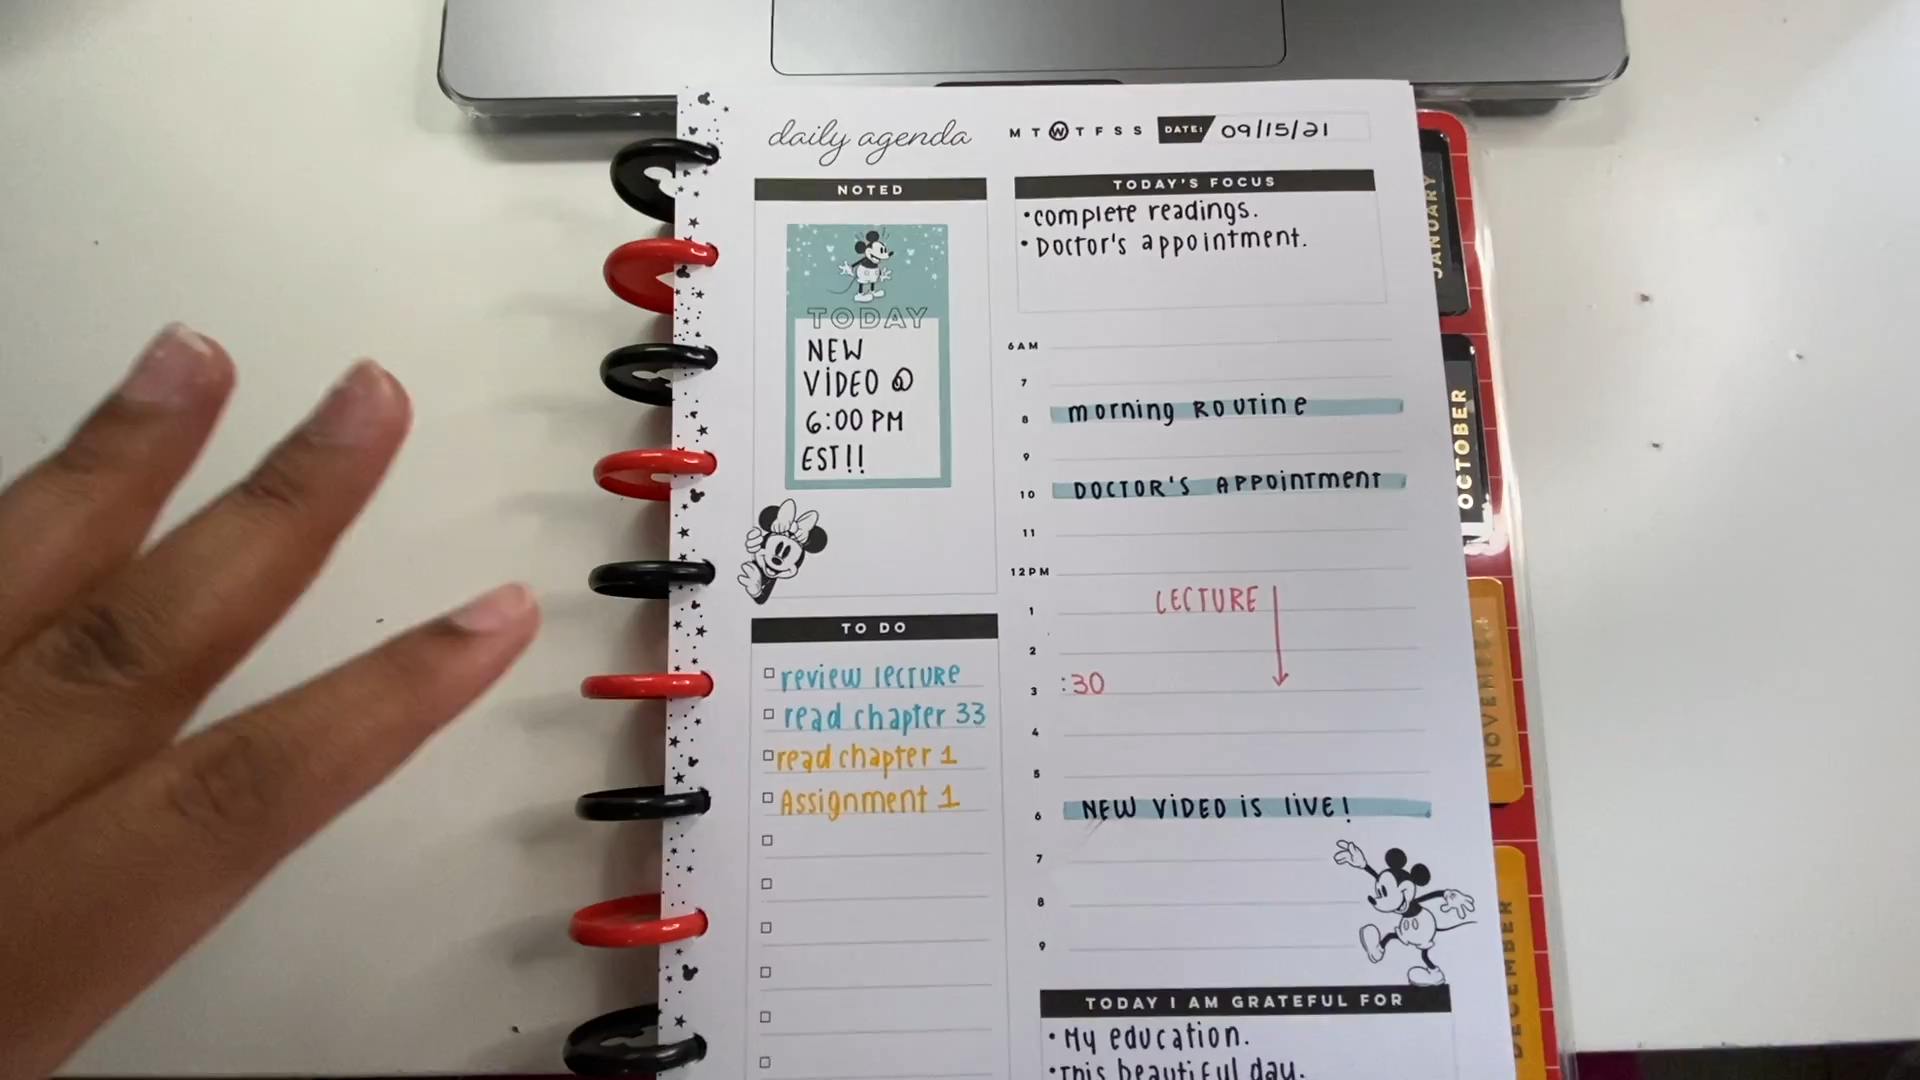 daily agenda
M T W T F S S
DATE: 09/15/21
NOTED
TODAY
NEW
VIDEO @
6:00 PM
EST!!
TODAY'S FOCUS
• complete readings.
• Doctor's appointment.
6 AM
7
8 morning routine
9
10 Doctor's Appointment
11
12 PM
1 LECTURE
2
3 :30
4
5
6 NEW VIDEO is live!
7
8
9
TO DO
review lecture
read chapter 33
read chapter 1
Assignment 1
TODAY I AM GRATEFUL FOR
• My education.
• This beautiful day.
JANUARY
OCTOBER
NOVEMBER
DECEMBER